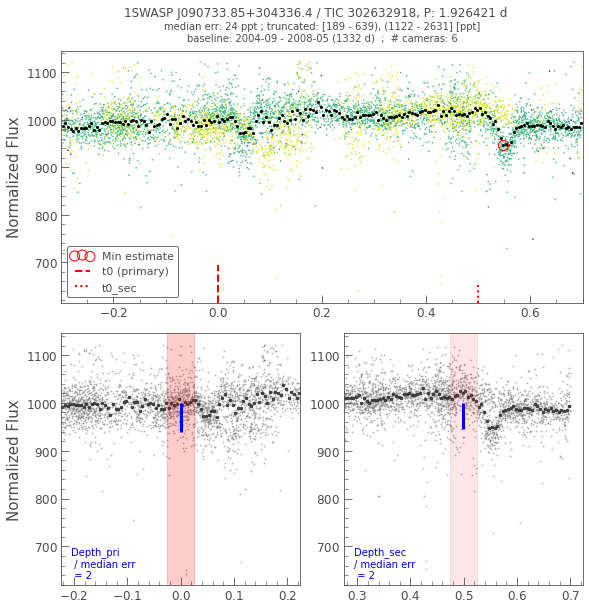 1SWASP J090733.85+304336.4 / TIC 302632918, P: 1.926421 d
median err: 24 ppt ; truncated: [189 - 639), (1122 - 2631] [ppt]
baseline: 2004-09 - 2008-05 (1332 d)  ;  # cameras: 6
Normalized Flux
1100
1000
900
800
700
Min estimate
t0 (primary)
t0_sec
−0.2
0.0
0.2
0.4
0.6
Normalized Flux
1100
1000
900
800
700
Depth_pri
/ median err
= 2
−0.2
−0.1
0.0
0.1
0.2
1100
1000
900
800
700
Depth_sec
/ median err
= 2
0.3
0.4
0.5
0.6
0.7